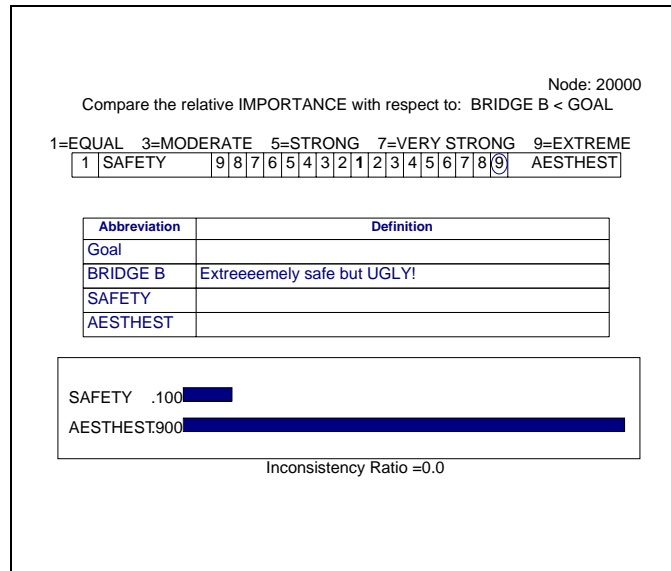 Node: 20000
Compare the relative IMPORTANCE with respect to: BRIDGE B < GOAL
1=EQUAL 3=MODERATE 5=STRONG 7=VERY STRONG 9=EXTREME
1 SAFETY 9 8 7 6 5 4 3 2 1 2 3 4 5 6 7 8 9 AESTHEST
Abbreviation Definition
Goal
BRIDGE B Extreeeemely safe but UGLY!
SAFETY
AESTHEST
SAFETY .100
AESTHEST .900
Inconsistency Ratio =0.0